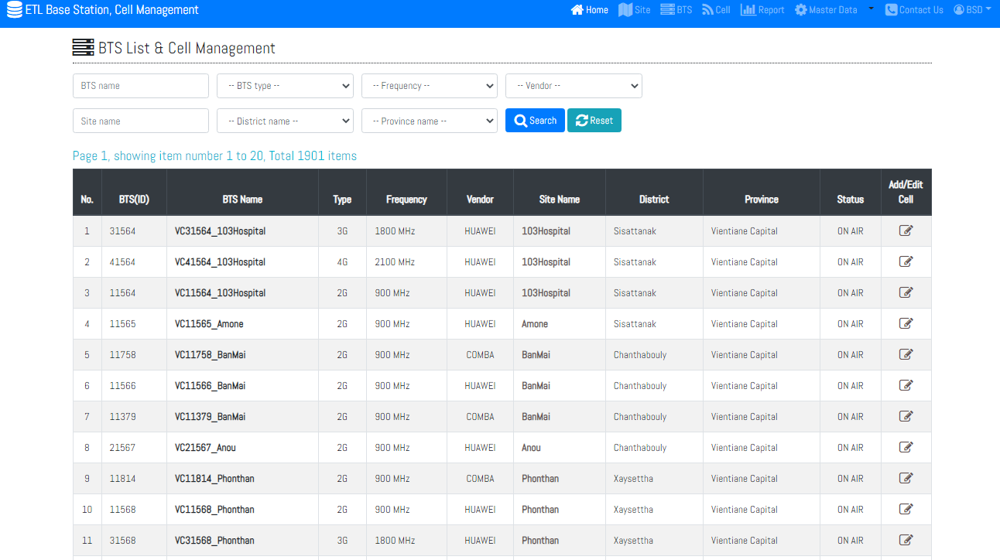 ETL Base Station, Cell Management Home Site BTS Cell Report Master Data Contact Us BSD
BTS List & Cell Management
BTS name -- BTS type -- -- Frequency -- -- Vendor --
Site name -- District name -- -- Province name -- Search Reset
Page 1, showing item number 1 to 20, Total 1901 items
No. BTS(ID) BTS Name Type Frequency Vendor Site Name District Province Status Add/Edit Cell
1 31564 VC31564_103Hospital 3G 1800 MHz HUAWEI 103Hospital Sisattanak Vientiane Capital ON AIR
2 41564 VC41564_103Hospital 4G 2100 MHz HUAWEI 103Hospital Sisattanak Vientiane Capital ON AIR
3 11564 VC11564_103Hospital 2G 900 MHz HUAWEI 103Hospital Sisattanak Vientiane Capital ON AIR
4 11565 VC11565_Amone 2G 900 MHz HUAWEI Amone Sisattanak Vientiane Capital ON AIR
5 11758 VC11758_BanMai 2G 900 MHz COMBA BanMai Chanthabouly Vientiane Capital ON AIR
6 11566 VC11566_BanMai 2G 900 MHz HUAWEI BanMai Chanthabouly Vientiane Capital ON AIR
7 11379 VC11379_BanMai 2G 900 MHz COMBA BanMai Chanthabouly Vientiane Capital ON AIR
8 21567 VC21567_Anou 2G 900 MHz HUAWEI Anou Chanthabouly Vientiane Capital ON AIR
9 11814 VC11814_Phonthan 2G 900 MHz COMBA Phonthan Xaysettha Vientiane Capital ON AIR
10 11568 VC11568_Phonthan 2G 900 MHz HUAWEI Phonthan Xaysettha Vientiane Capital ON AIR
11 31568 VC31568_Phonthan 3G 1800 MHz HUAWEI Phonthan Xaysettha Vientiane Capital ON AIR